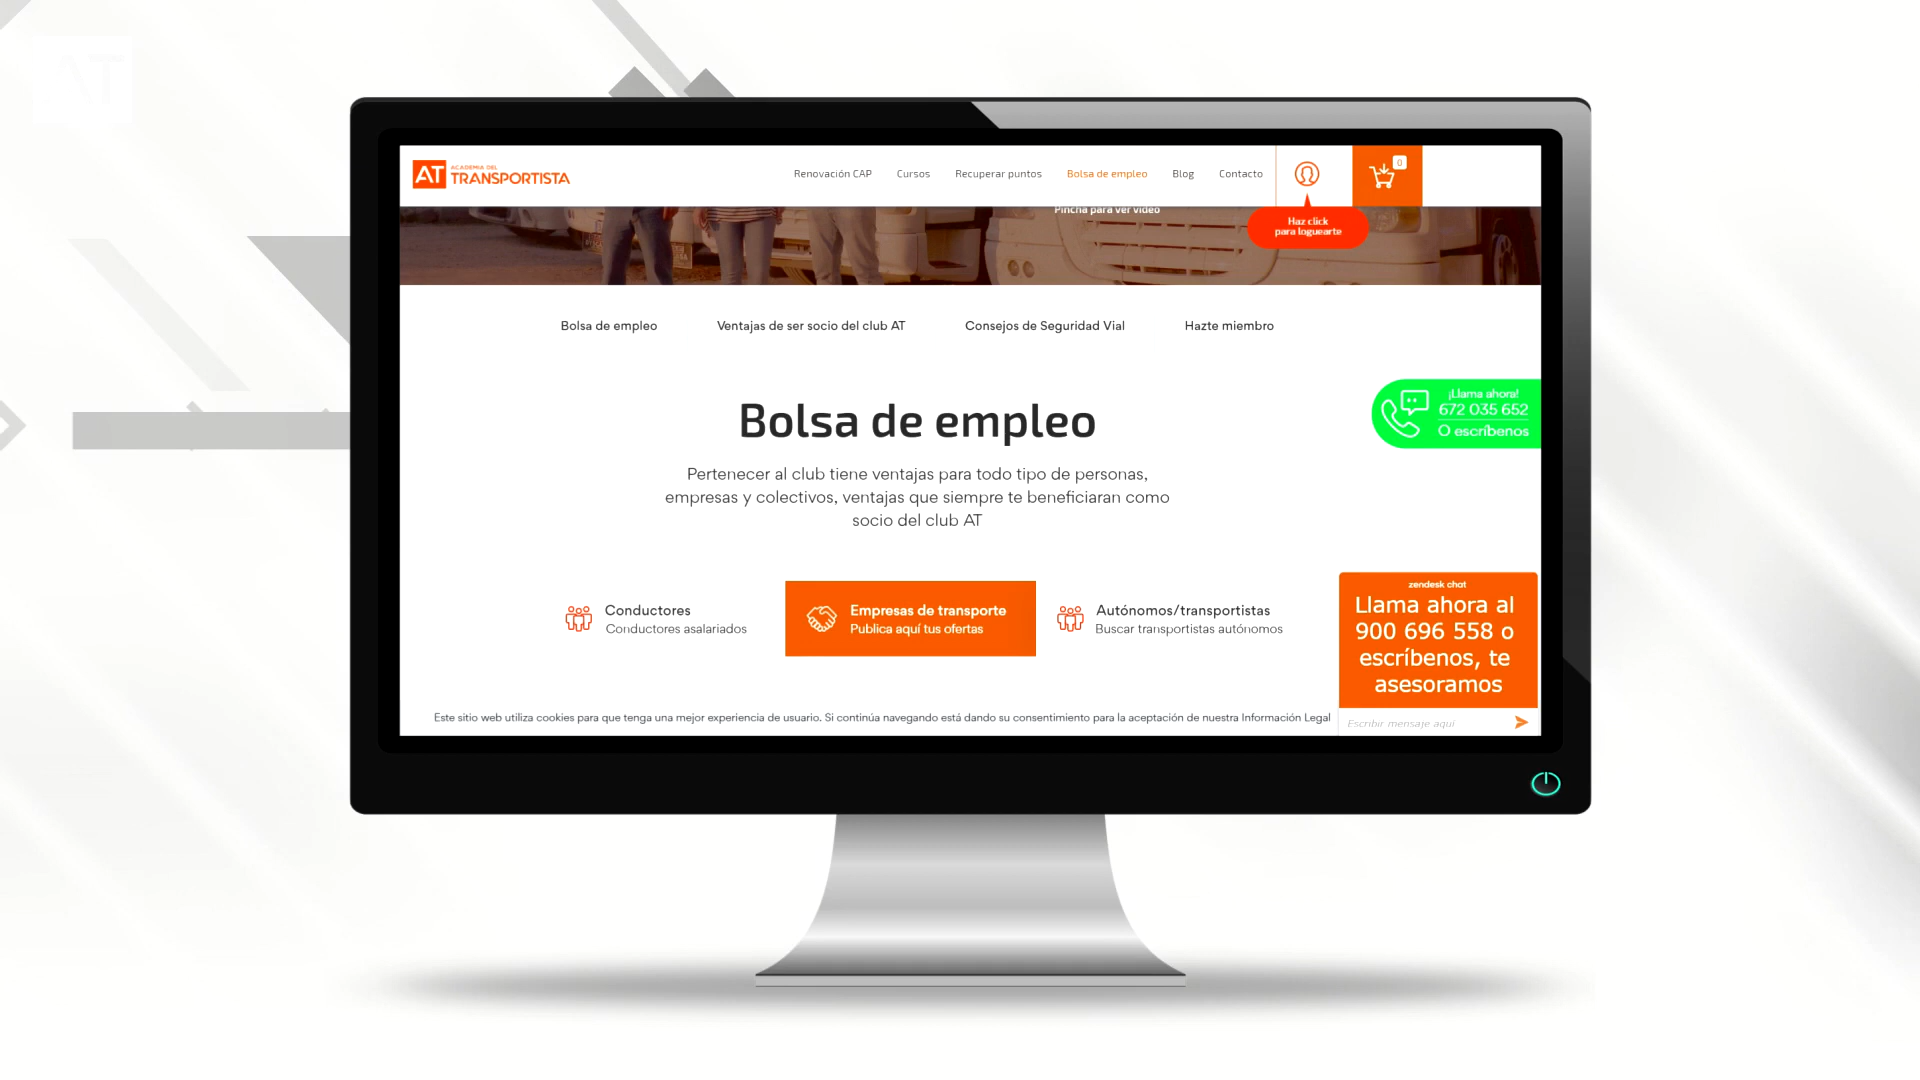 AT
AT ACADEMIA DEL
TRANSPORTISTA
Renovación CAP Cursos Recuperar puntos Bolsa de empleo Blog Contacto
0
Pincha para ver vídeo
Haz click
para loguearte
Bolsa de empleo Ventajas de ser socio del club AT Consejos de Seguridad Vial Hazte miembro
Bolsa de empleo
Pertenecer al club tiene ventajas para todo tipo de personas,
empresas y colectivos, ventajas que siempre te beneficiaran como
socio del club AT
¡Llama ahora!
672 035 652
O escríbenos
Conductores
Conductores asalariados
Empresas de transporte
Publica aquí tus ofertas
Autónomos/transportistas
Buscar transportistas autónomos
zendesk chat
Llama ahora al
900 696 558 o
escríbenos, te
asesoramos
Escribir mensaje aquí
Este sitio web utiliza cookies para que tenga una mejor experiencia de usuario. Si continúa navegando está dando su consentimiento para la aceptación de nuestra Información Legal